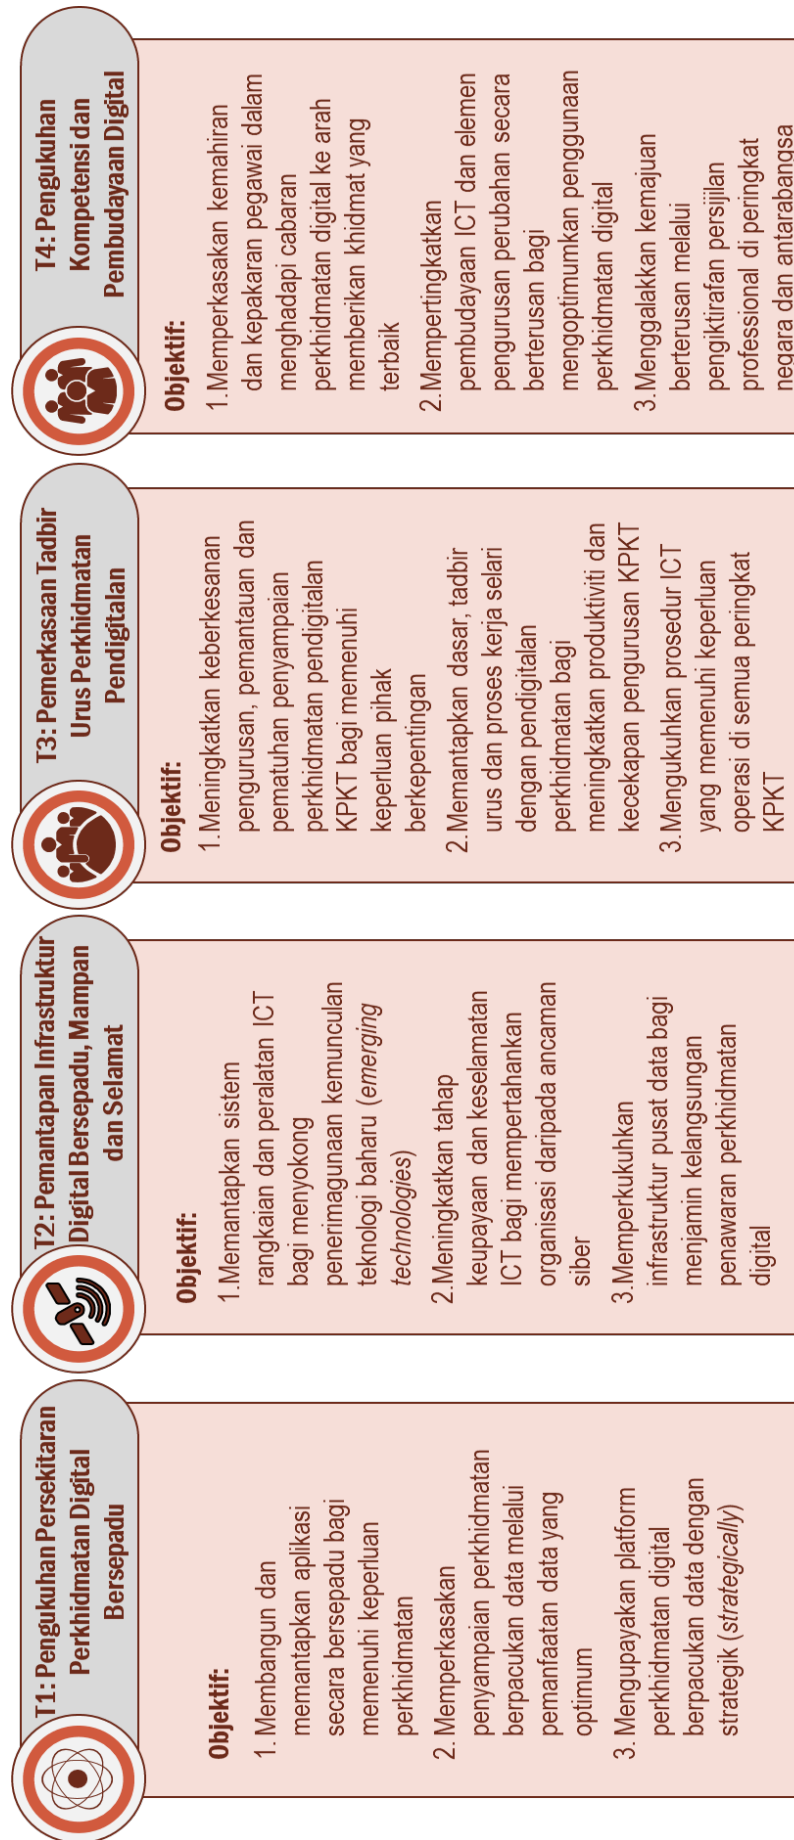 T1: Pengukuhan Persekitaran
Perkhidmatan Digital
Bersepadu
Objektif:
1. Membangun dan
memantapkan aplikasi
secara bersepadu bagi
memenuhi keperluan
perkhidmatan
2. Memperkasakan
penyampaian perkhidmatan
berpacukan data melalui
pemanfaatan data yang
optimum
3. Mengupayakan platform
perkhidmatan digital
berpacukan data dengan
strategik (strategically)
T2: Pemantapan Infrastruktur
Digital Bersepadu, Mampan
dan Selamat
Objektif:
1.Memantapkan sistem
rangkaian dan peralatan ICT
bagi menyokong
penerimagunaan kemunculan
teknologi baharu (emerging
technologies)
2.Meningkatkan tahap
keupayaan dan keselamatan
ICT bagi mempertahankan
organisasi daripada ancaman
siber
3.Memperkukuhkan
infrastruktur pusat data bagi
menjamin kelangsungan
penawaran perkhidmatan
digital
T3: Pemerkasaan Tadbir
Urus Perkhidmatan
Pendigitalan
Objektif:
1.Meningkatkan keberkesanan
pengurusan, pemantauan dan
pematuhan penyampaian
perkhidmatan pendigitalan
KPKT bagi memenuhi
keperluan pihak
berkepentingan
2.Memantapkan dasar, tadbir
urus dan proses kerja selari
dengan pendigitalan
perkhidmatan bagi
meningkatkan produktiviti dan
kecekapan pengurusan KPKT
3.Mengukuhkan prosedur ICT
yang memenuhi keperluan
operasi di semua peringkat
KPKT
T4: Pengukuhan
Kompetensi dan
Pembudayaan Digital
Objektif:
1.Memperkasakan kemahiran
dan kepakaran pegawai dalam
menghadapi cabaran
perkhidmatan digital ke arah
memberikan khidmat yang
terbaik
2.Mempertingkatkan
pembudayaan ICT dan elemen
pengurusan perubahan secara
berterusan bagi
mengoptimumkan penggunaan
perkhidmatan digital
3.Menggalakkan kemajuan
berterusan melalui
pengiktirafan persijilan
professional di peringkat
negara dan antarabangsa